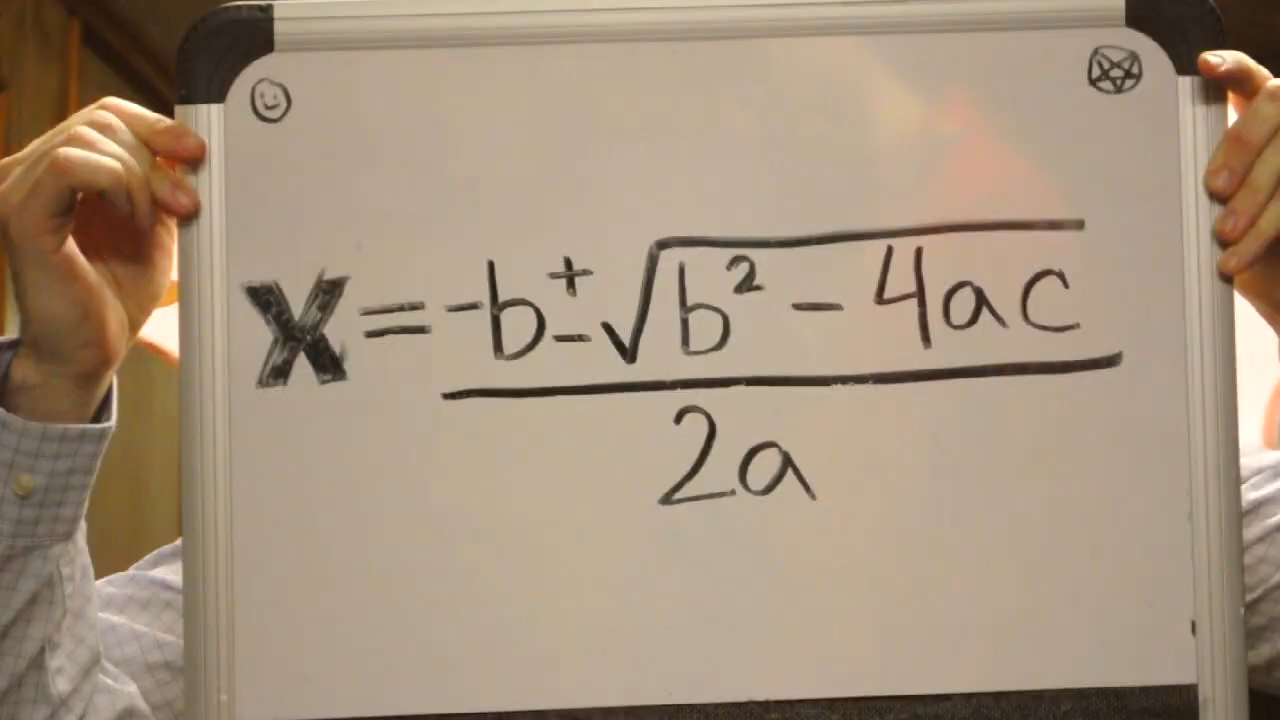 x = -b ± √b² - 4ac
2a